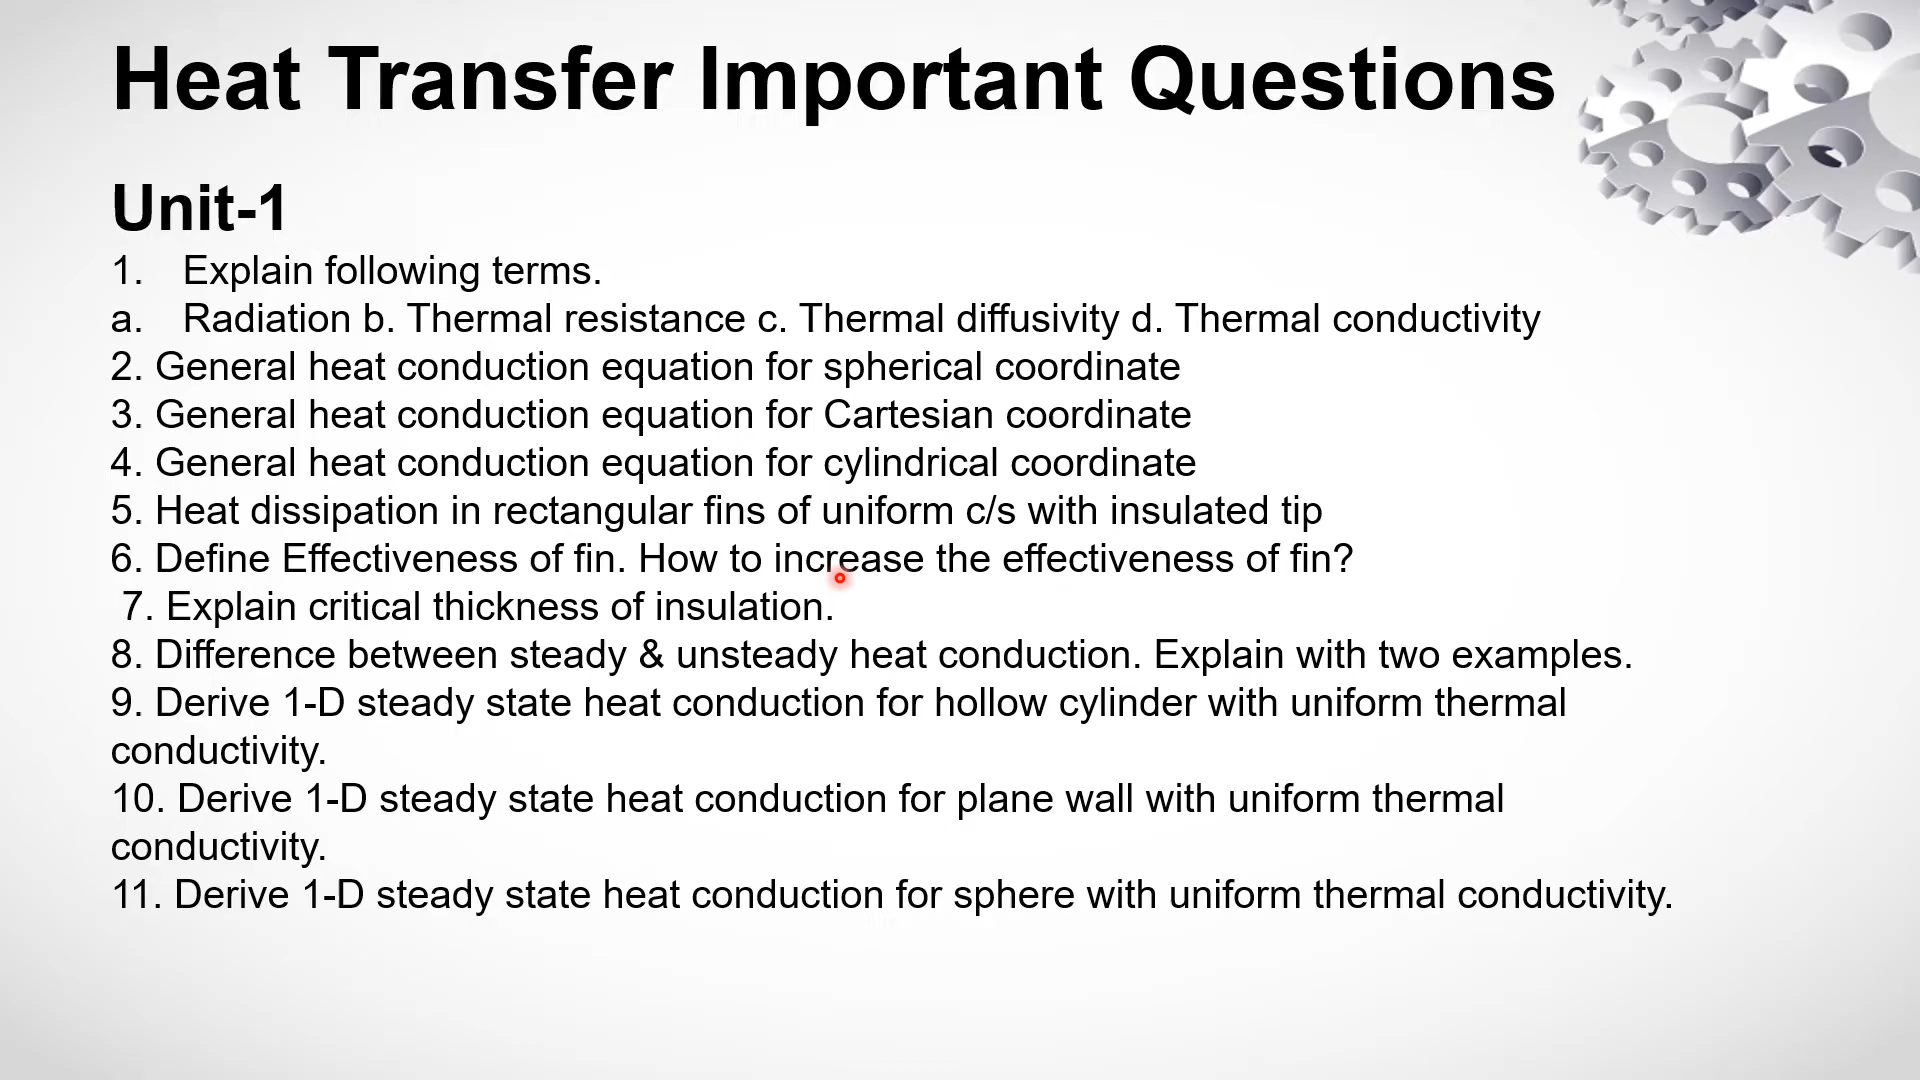 Heat Transfer Important Questions
Unit-1
1. Explain following terms.
a. Radiation b. Thermal resistance c. Thermal diffusivity d. Thermal conductivity
2. General heat conduction equation for spherical coordinate
3. General heat conduction equation for Cartesian coordinate
4. General heat conduction equation for cylindrical coordinate
5. Heat dissipation in rectangular fins of uniform c/s with insulated tip
6. Define Effectiveness of fin. How to increase the effectiveness of fin?
7. Explain critical thickness of insulation.
8. Difference between steady & unsteady heat conduction. Explain with two examples.
9. Derive 1-D steady state heat conduction for hollow cylinder with uniform thermal
conductivity.
10. Derive 1-D steady state heat conduction for plane wall with uniform thermal
conductivity.
11. Derive 1-D steady state heat conduction for sphere with uniform thermal conductivity.